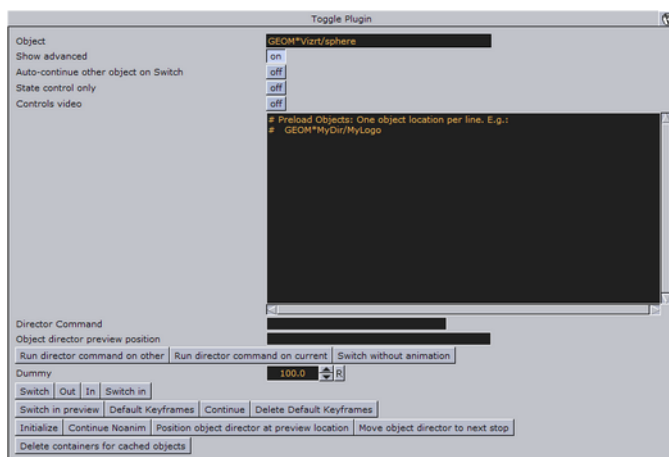 Toggle Plugin
Object GEOM*Vizrt/sphere
Show advanced on
Auto-continue other object on Switch off
State control only off
Controls video off
# Preload Objects: One object location per line. E.g.:
# GEOM*MyDir/MyLogo
Director Command
Object director preview position
Run director command on other Run director command on current Switch without animation
Dummy 100.0 R
Switch Out In Switch in
Switch in preview Default Keyframes Continue Delete Default Keyframes
Initialize Continue Noanim Position object director at preview location Move object director to next stop
Delete containers for cached objects